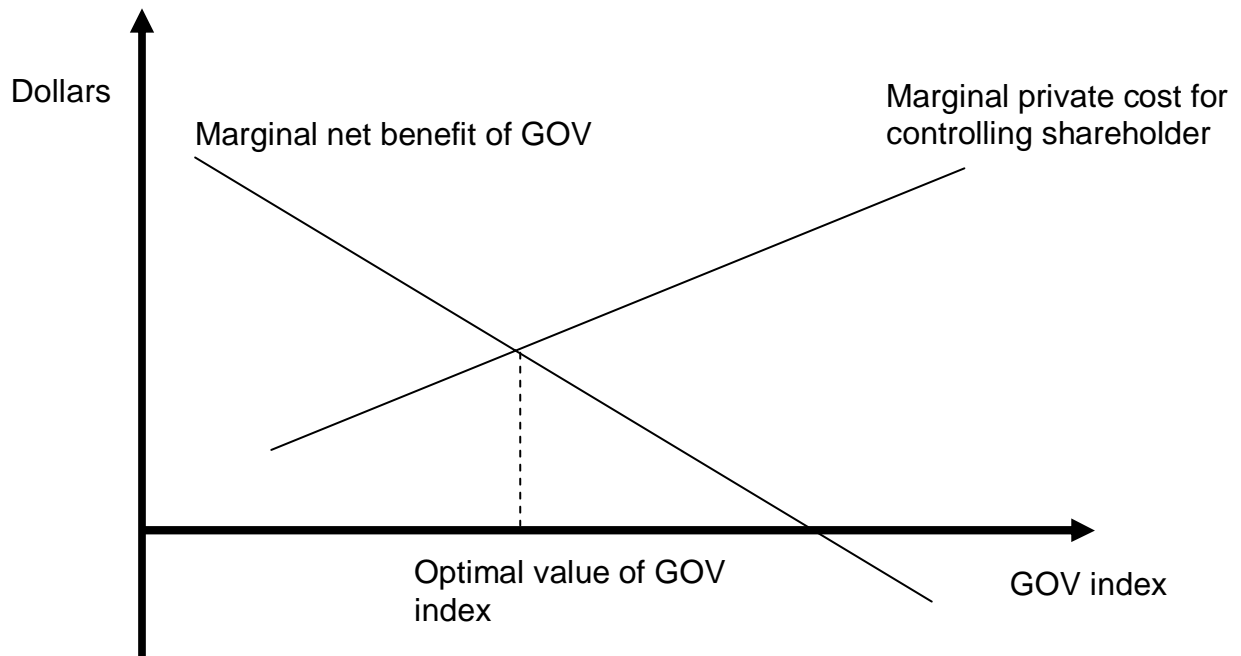 Dollars
Marginal net benefit of GOV
Marginal private cost for
controlling shareholder
Optimal value of GOV
index
GOV index